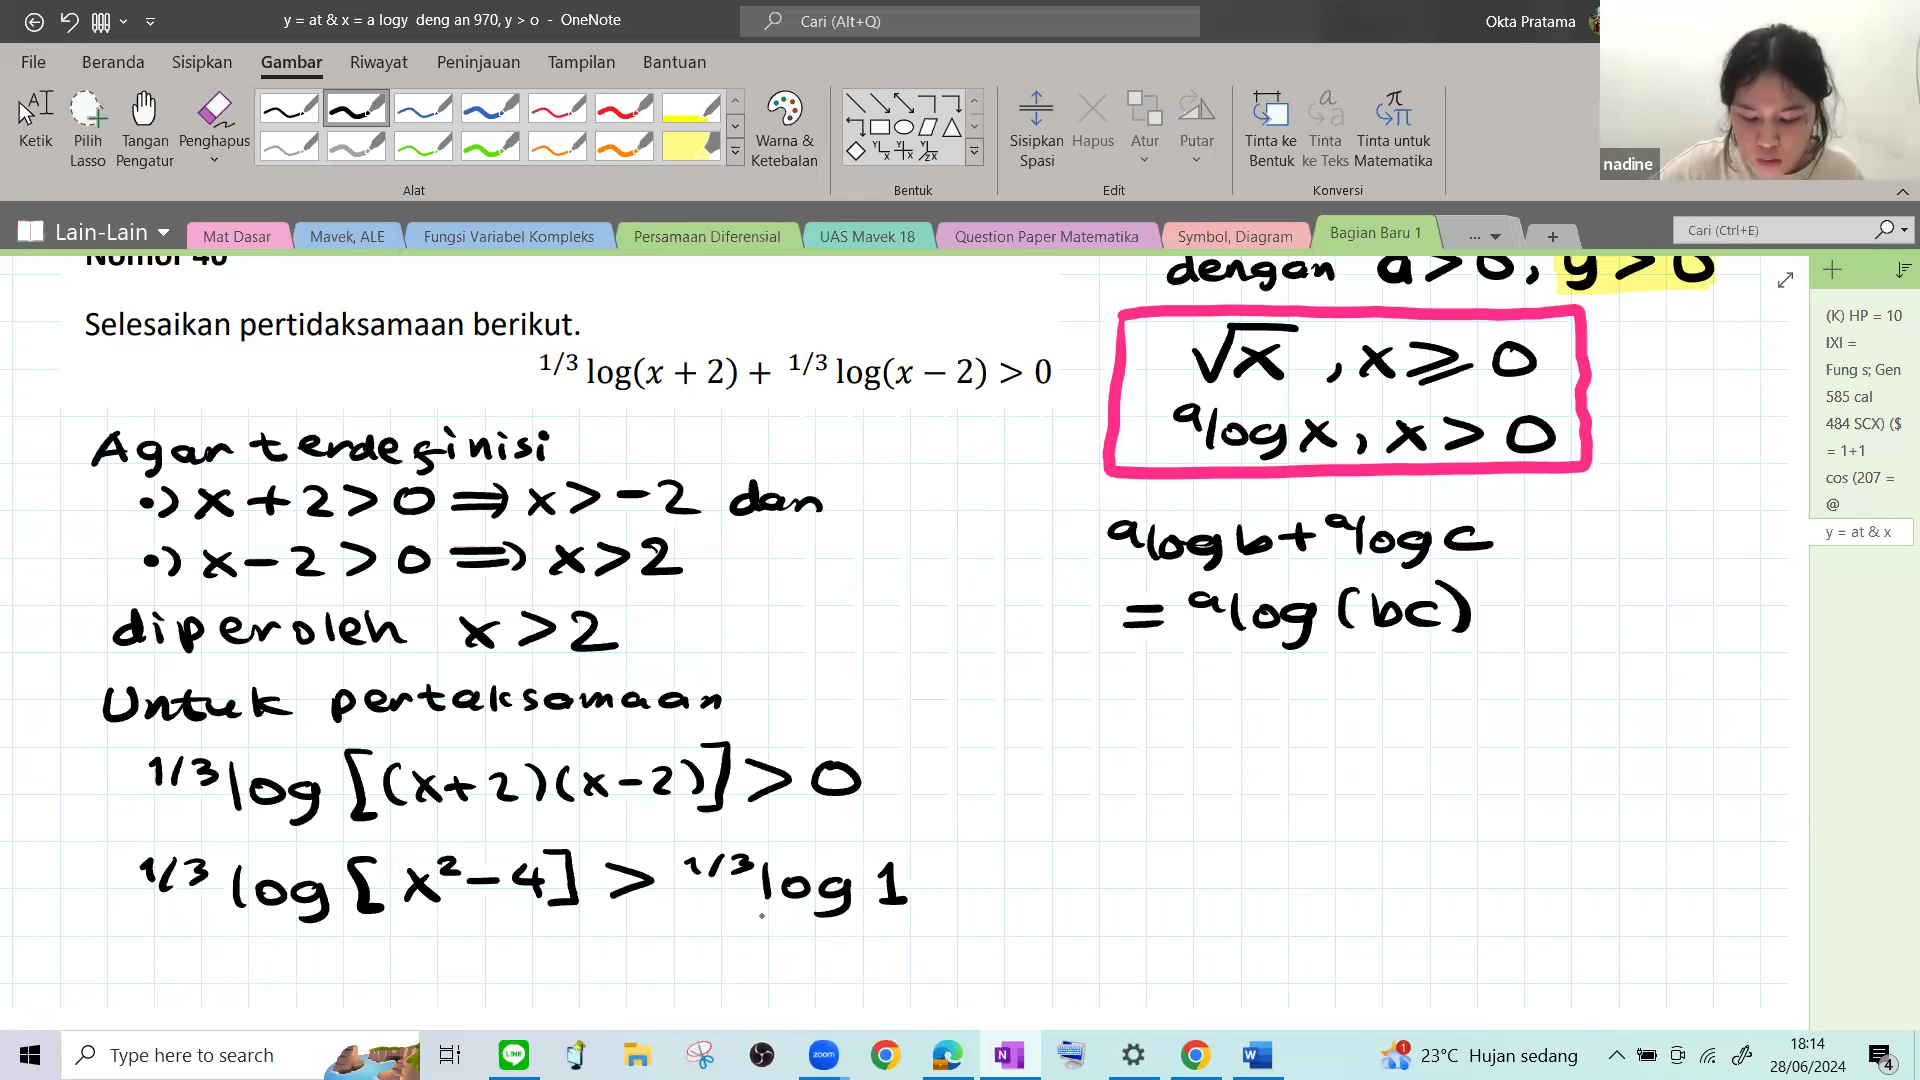 y = at & x = a logy deng an 970, y > o - OneNote
Cari (Alt+Q)
Okta Pratama
File Beranda Sisipkan Gambar Riwayat Peninjauan Tampilan Bantuan
Ketik
Pilih Lasso
Tangan Pengatur
Penghapus
Warna & Ketebalan
Sisipkan Spasi
Hapus
Atur
Putar
Tinta ke Bentuk
Tinta ke Teks
Tinta untuk Matematika
Alat
Bentuk
Edit
Konversi
nadine
Lain-Lain
Mat Dasar
Mavek, ALE
Fungsi Variabel Kompleks
Persamaan Diferensial
UAS Mavek 18
Question Paper Matematika
Symbol, Diagram
Bagian Baru 1
...
Cari (Ctrl+E)
Nomor 40
Selesaikan pertidaksamaan berikut.
1/3 log(x + 2) + 1/3 log(x − 2) > 0
Agar terdefinisi
•) x + 2 > 0 ⟹ x > −2 dan
•) x − 2 > 0 ⟹ x > 2
diperoleh x > 2
Untuk pertaksamaan
1/3 log [(x+2)(x−2)] > 0
1/3 log [x² − 4] > 1/3 log 1
dengan a > 0, y > 0
√x , x ⩾ 0
a log x , x > 0
a log b + a log c
= a log (bc)
(K) HP = 10
IXI =
Fung s; Gen
585 cal
484 SCX) ($
= 1+1
cos (207 =
@
y = at & x
Type here to search
LINE
zoom
23°C Hujan sedang
18:14
28/06/2024
4